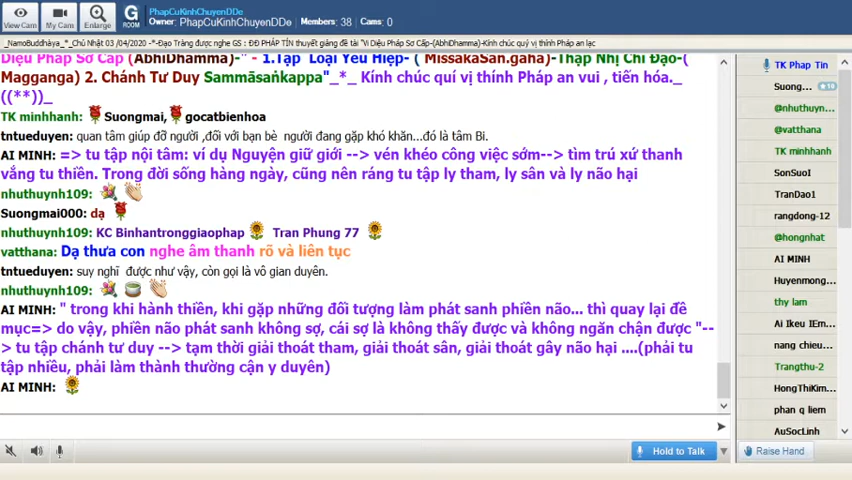 PhapCuKinhChuyenDDe
Owner: PhapCuKinhChuyenDDe Members: 38 Cams: 0
View Cam My Cam Enlarge G ROOM
_NamoBuddhàya_*_Chủ Nhật 03 /04/2020 -*-Đạo Tràng được nghe GS : ĐĐ PHÁP TÍN thuyết giảng đề tài "Vi Diệu Pháp Sơ Cấp-(AbhiDhamma)-Kính chúc quý vị thính Pháp an lạc
Diệu Pháp Sơ Cấp (AbhiDhamma)-" - 1.Tập Loại Yếu Hiệp- ( MissakaSan.gaha)-Thập Nhị Chi Đạo-(
Magganga) 2. Chánh Tư Duy Sammāsaṅkappa"_*_ Kính chúc quí vị thính Pháp an vui , tiến hóa._
((**))_
TK minhhanh: Suongmai, gocatbienhoa
tntueduyen: quan tâm giúp đỡ người ,đối với bạn bè người đang gặp khó khăn...đó là tâm Bi.
AI MINH: => tu tập nội tâm: ví dụ Nguyện giữ giới --> vén khéo công việc sớm--> tìm trú xứ thanh
vắng tu thiền. Trong đời sống hàng ngày, cũng nên ráng tu tập ly tham, ly sân và ly não hại
nhuthuynh109:
Suongmai000: dạ
nhuthuynh109: KC Binhantronggiaophap Tran Phung 77
vatthana: Dạ thưa con nghe âm thanh rõ và liên tục
tntueduyen: suy nghĩ được như vậy, còn gọi là vô gian duyên.
nhuthuynh109:
AI MINH: " trong khi hành thiền, khi gặp những đối tượng làm phát sanh phiền não... thì quay lại đề
mục=> do vậy, phiền não phát sanh không sợ, cái sợ là không thấy được và không ngăn chận được "--
> tu tập chánh tư duy --> tạm thời giải thoát tham, giải thoát sân, giải thoát gây não hại ....(phải tu
tập nhiều, phải làm thành thường cận y duyên)
AI MINH:
Hold to Talk
TK Phap Tin
Suong... 10
@nhuthuyn...
@vatthana
TK minhhanh
SonSuoI
TranDao1
rangdong-12
@hongnhat
AI MINH
Huyenmong...
thy lam
Ai Ikeu IEm...
nang chieu...
Trangthu-2
HongThiKim...
phan q liem
AuSocLinh
Raise Hand